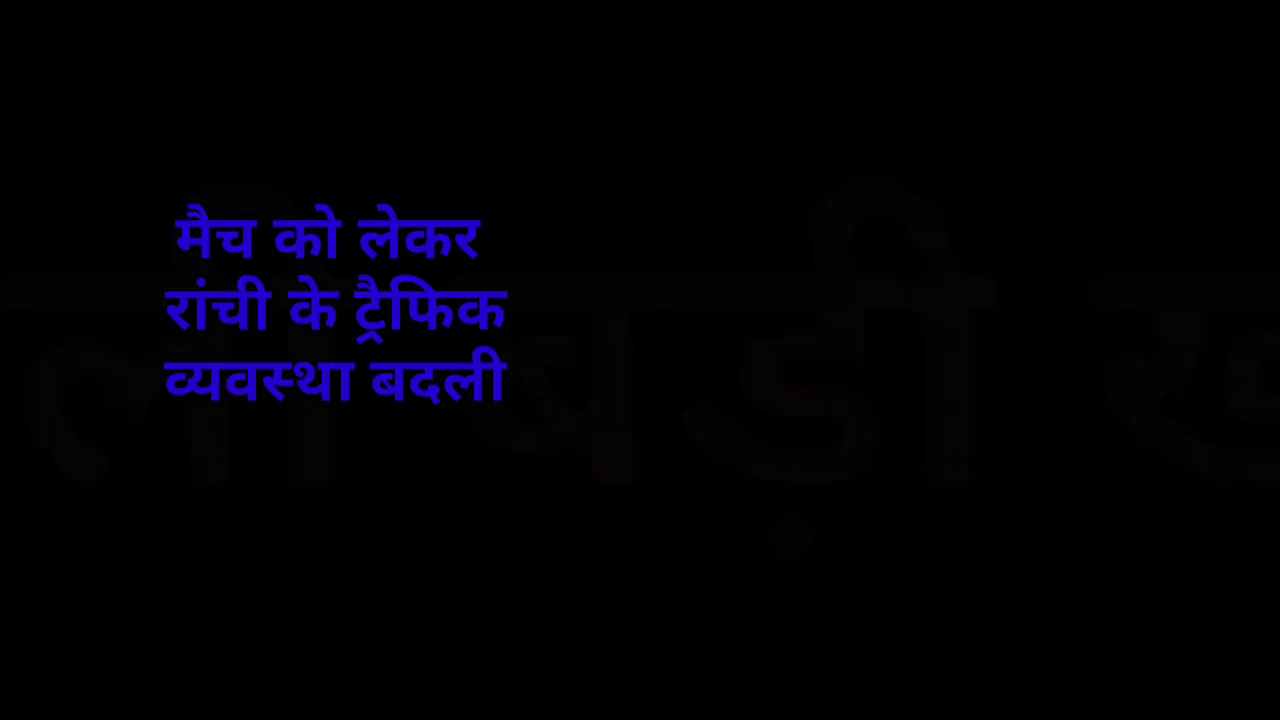 मैच को लेकर
रांची के ट्रैफिक
व्यवस्था बदली